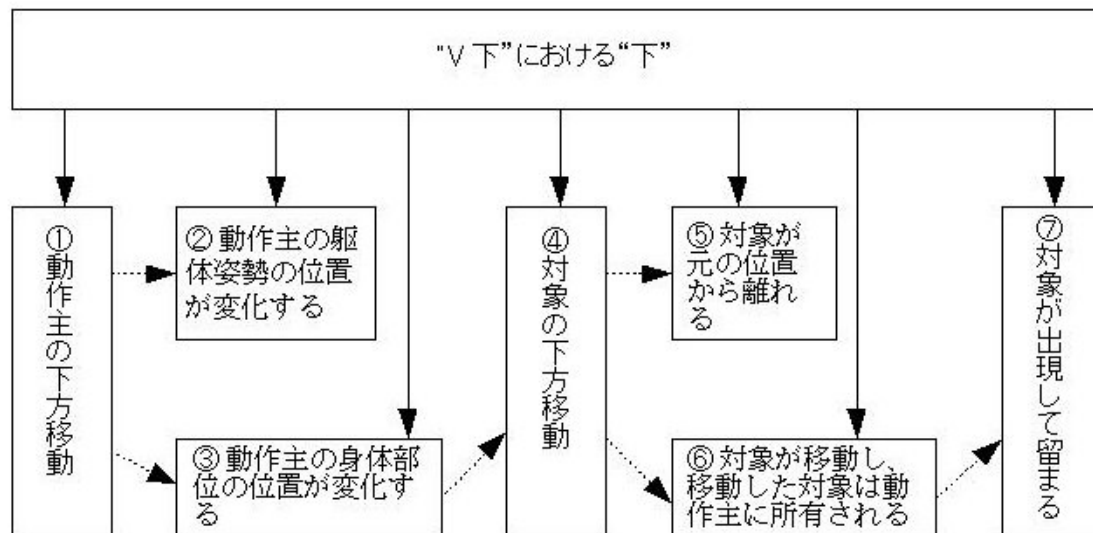 "V 下”における“下”
①動作主の下方移動
② 動作主の躯
体姿勢の位置
が変化する
③ 動作主の身体部
位の位置が変化す
る
④対象の下方移動
⑤ 対象が
元の位置
から離れ
る
⑥ 対象が移動し、
移動した対象は動
作主に所有される
⑦対象が出現して留まる